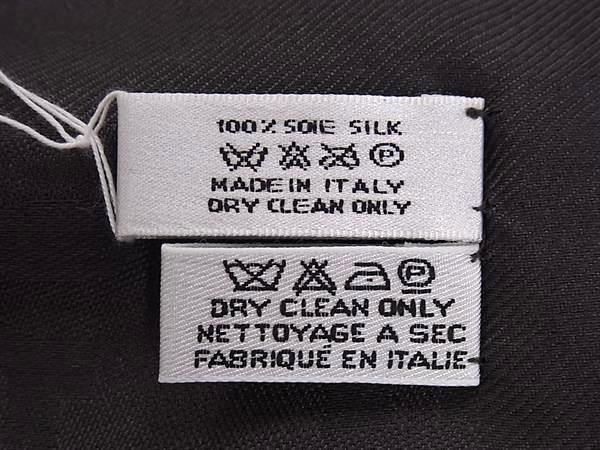 100% SOIE SILK
P
MADE IN ITALY
DRY CLEAN ONLY
P
DRY CLEAN ONLY
NETTOYAGE A SEC
FABRIQUÉ EN ITALIE